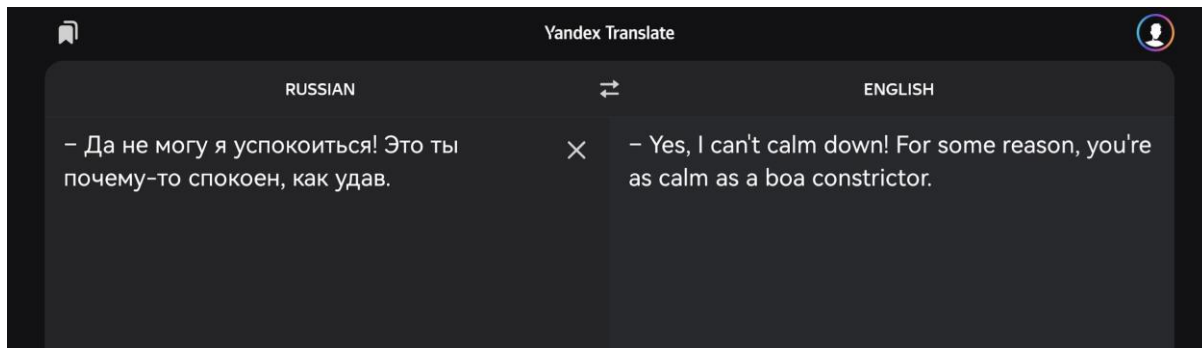 Yandex Translate
RUSSIAN
ENGLISH
– Да не могу я успокоиться! Это ты
почему-то спокоен, как удав.
– Yes, I can't calm down! For some reason, you're
as calm as a boa constrictor.